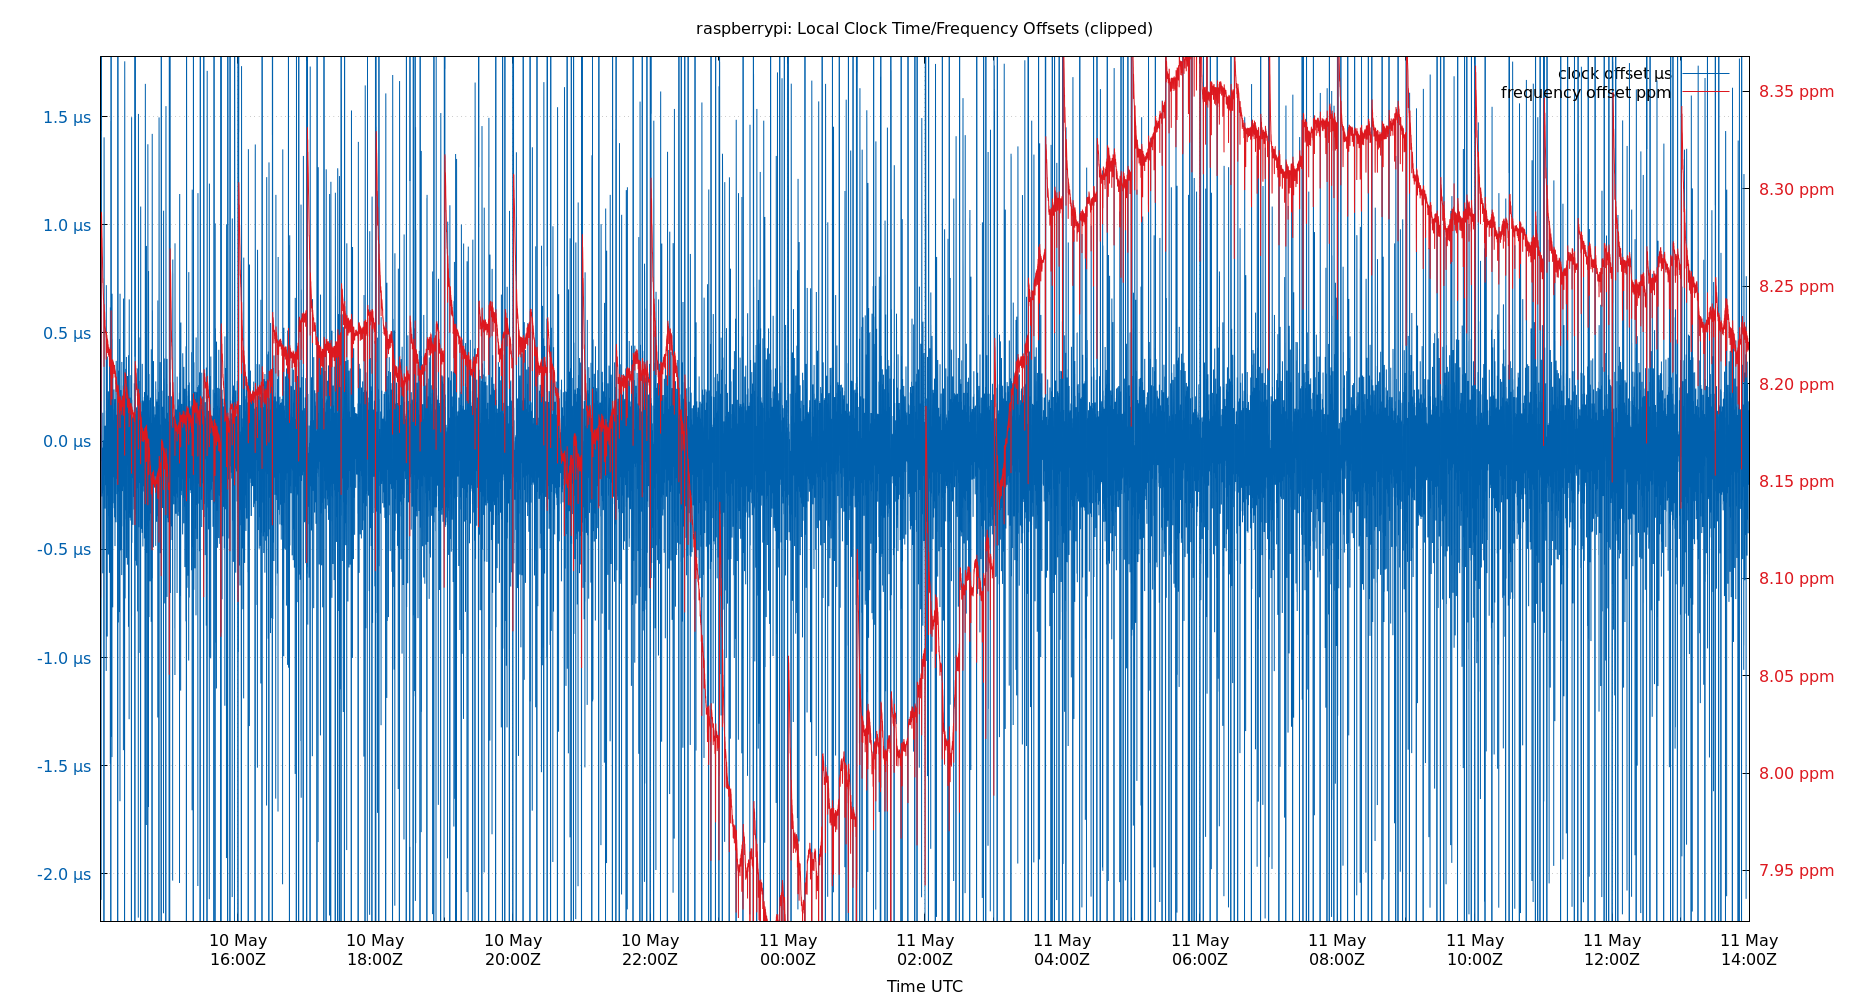 raspberrypi: Local Clock Time/Frequency Offsets (clipped)
clock offset µs
frequency offset ppm
1.5 µs
1.0 µs
0.5 µs
0.0 µs
-0.5 µs
-1.0 µs
-1.5 µs
-2.0 µs
8.35 ppm
8.30 ppm
8.25 ppm
8.20 ppm
8.15 ppm
8.10 ppm
8.05 ppm
8.00 ppm
7.95 ppm
10 May
16:00Z
10 May
18:00Z
10 May
20:00Z
10 May
22:00Z
11 May
00:00Z
11 May
02:00Z
11 May
04:00Z
11 May
06:00Z
11 May
08:00Z
11 May
10:00Z
11 May
12:00Z
11 May
14:00Z
Time UTC